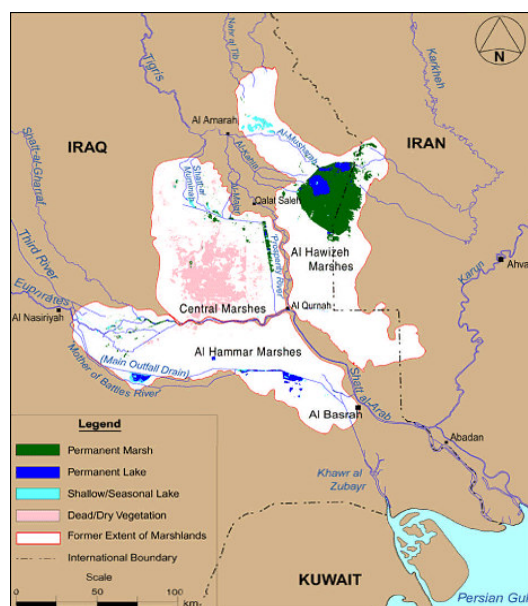 Nahr al Tib
Tigris
Karkheh
N
Al Amarah
Al-Musharah
IRAQ
Al-Kahla
IRAN
Shatt-al-Gharraf
Shatt-al
Muminah
Al-Majar
Qalat Saleh
Third River
Prosperity River
Al Hawizeh
Marshes
Karun
Ahva
Euphrates
Central Marshes
Al Qurnah
Al Nasiriyah
Al Hammar Marshes
(Main Outfall Drain)
Mother of Battles River
Shatt al-Arab
Al Basrah
Legend
Permanent Marsh
Abadan
Permanent Lake
Khawr al
Zubayr
Shallow/Seasonal Lake
Dead/Dry Vegetation
Former Extent of Marshlands
International Boundary
Scale
0 50 100
km.
KUWAIT
Persian Gul